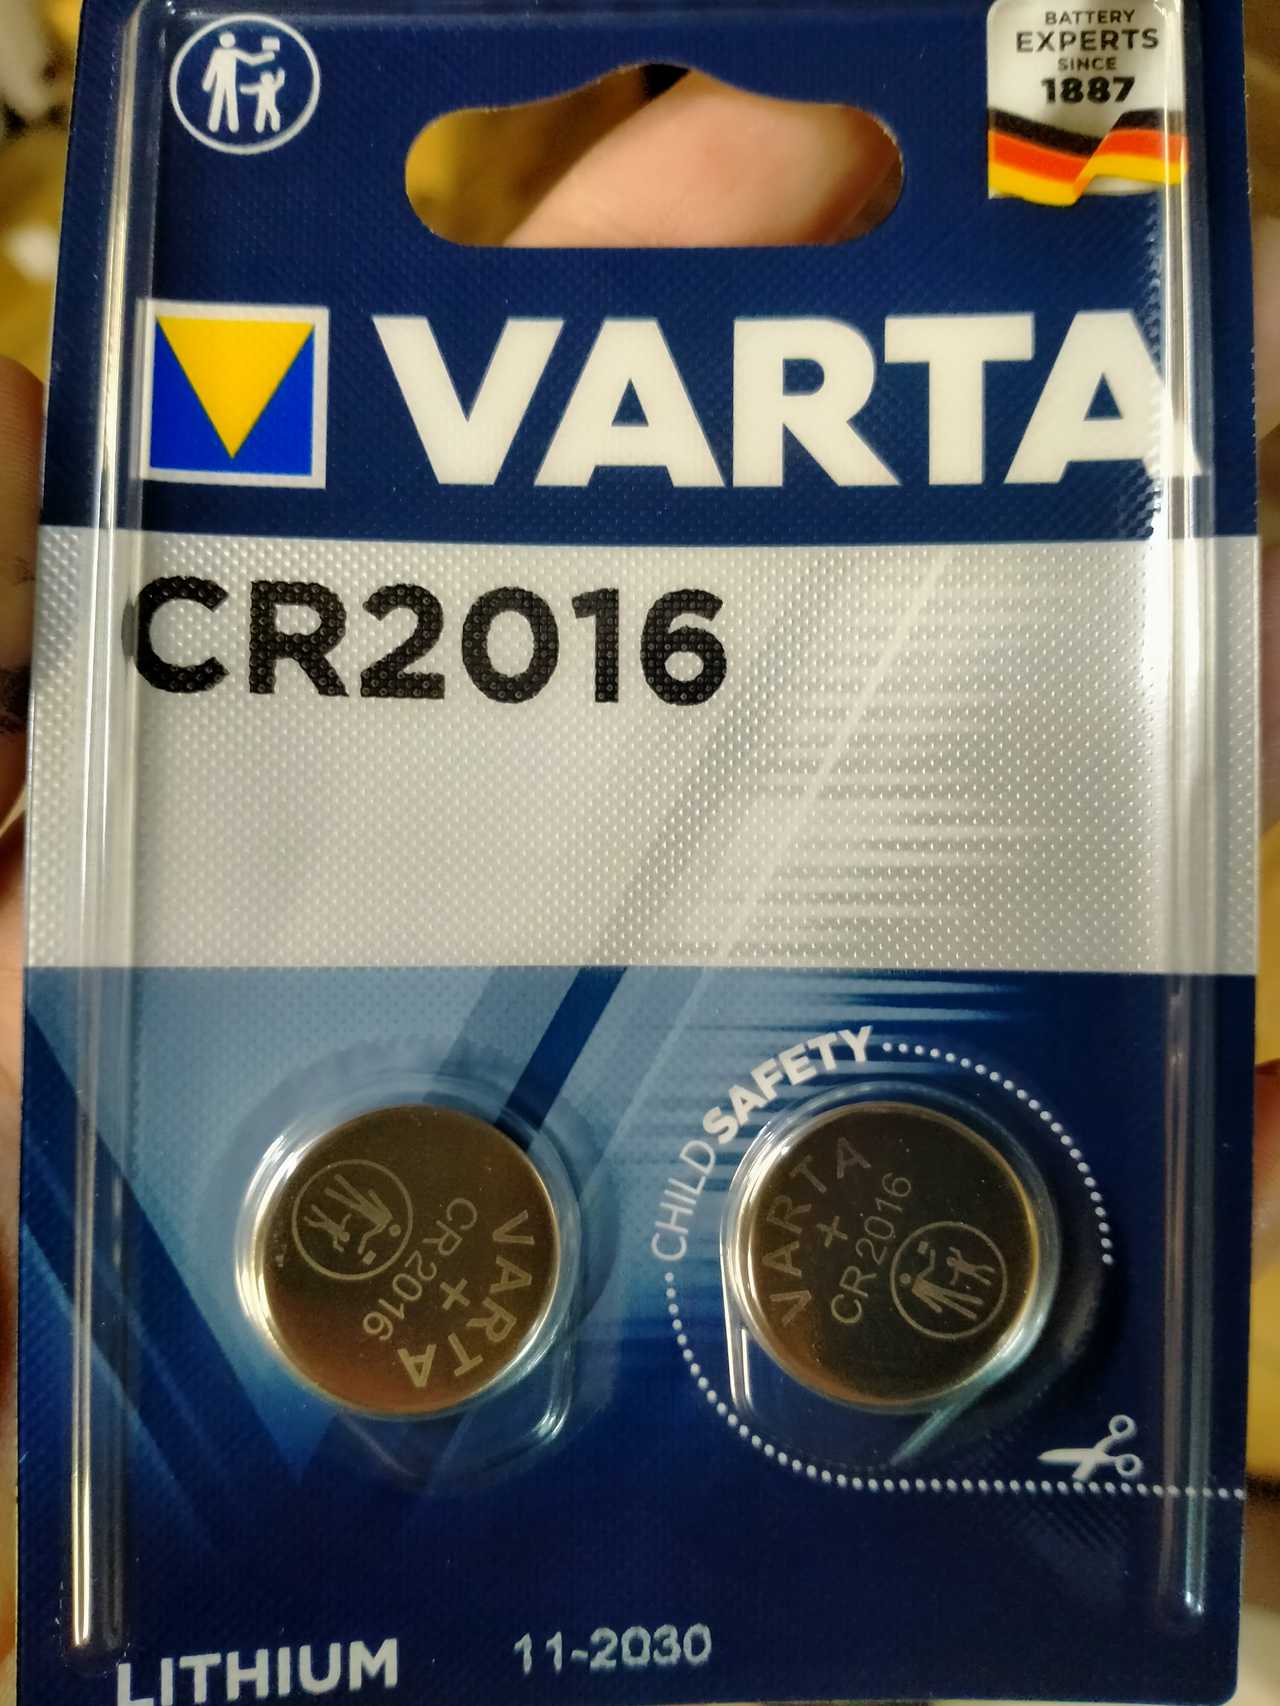 BATTERY
EXPERTS
SINCE
1887
VARTA
CR2016
CHILDSAFETY
VARTA
+
CR2016
VARTA
+
CR2016
LITHIUM
11-2030